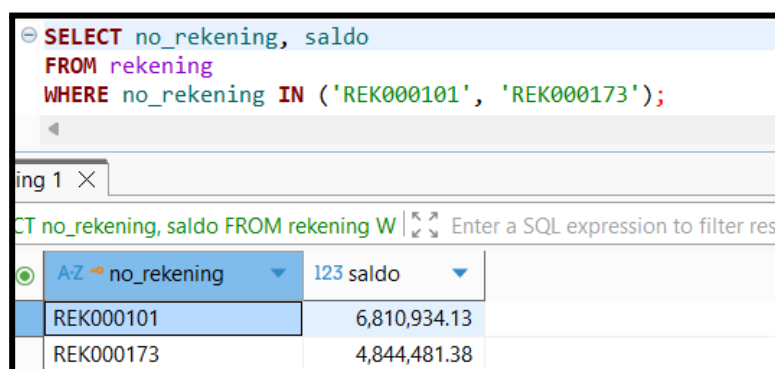 SELECT no_rekening, saldo
FROM rekening
WHERE no_rekening IN ('REK000101', 'REK000173');
ing 1
CT no_rekening, saldo FROM rekening W Enter a SQL expression to filter res
A-Z no_rekening 123 saldo
REK000101 6,810,934.13
REK000173 4,844,481.38